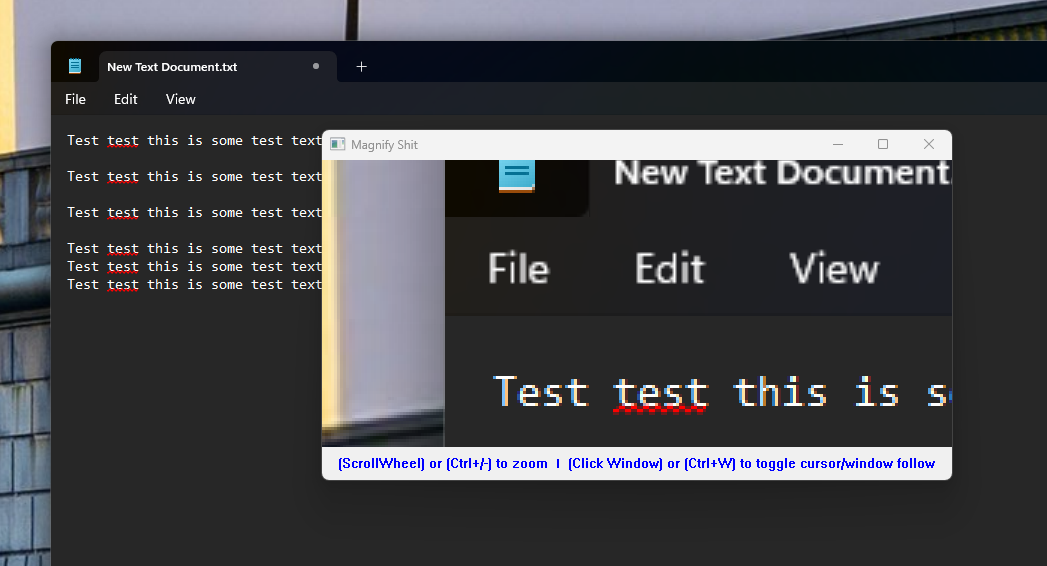 New Text Document.txt
File Edit View
Test test this is some test text
Test test this is some test text
Test test this is some test text
Test test this is some test text
Test test this is some test text
Test test this is some test text
Magnify Shit
New Text Document.
File Edit View
Test test this is s
(ScrollWheel) or (Ctrl+/-) to zoom | (Click Window) or (Ctrl+W) to toggle cursor/window follow